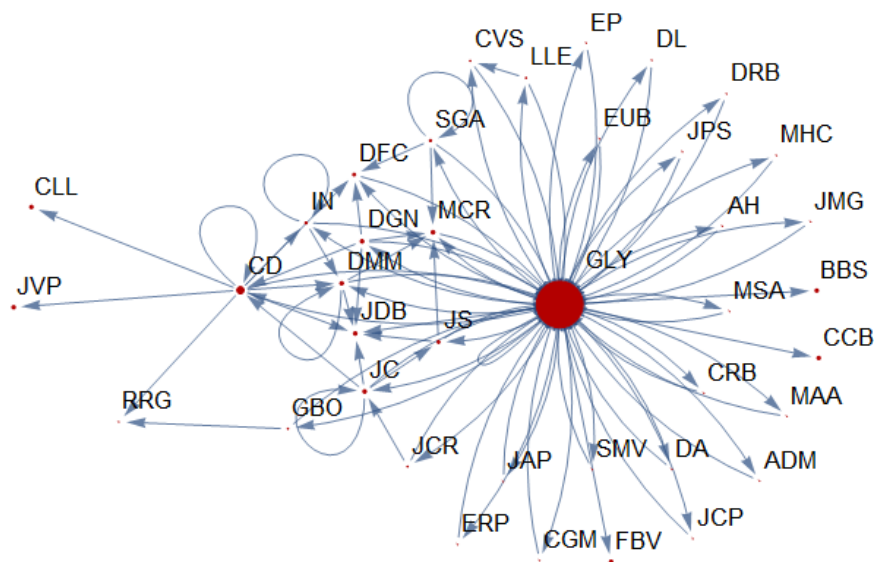 EP
CVS
LLE
DL
DRB
SGA
EUB
JPS
MHC
DFC
CLL
IN
DGN
MCR
AH
JMG
CD
DMM
GLY
BBS
JVP
JDB
JS
MSA
CCB
JC
CRB
MAA
RRG
GBO
JCR
JAP
SMV
DA
ADM
ERP
CGM
FBV
JCP